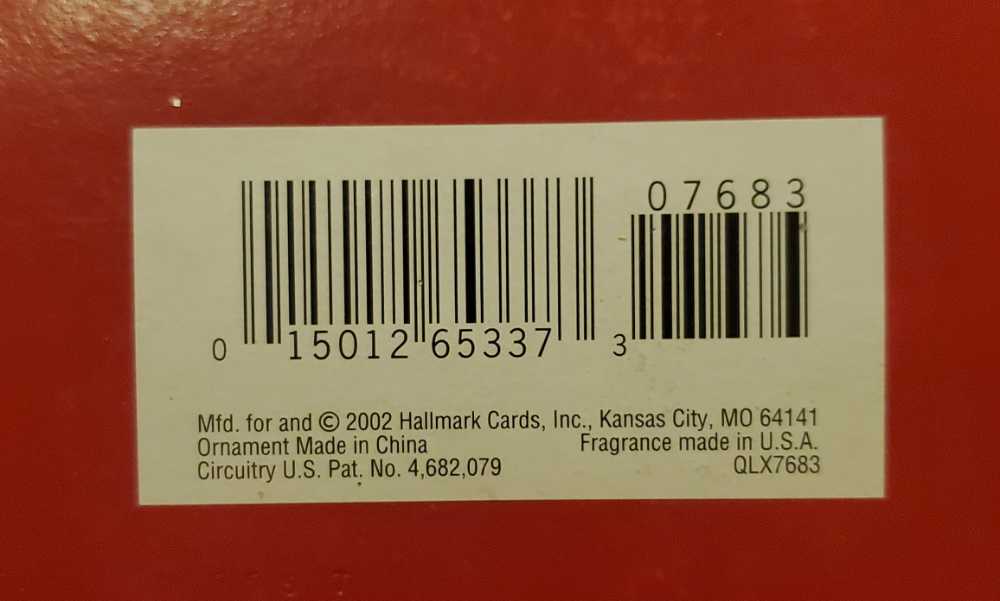 07683
0 15012 65337 3
Mfd. for and © 2002 Hallmark Cards, Inc., Kansas City, MO 64141
Ornament Made in China Fragrance made in U.S.A.
Circuitry U.S. Pat. No. 4,682,079 QLX7683